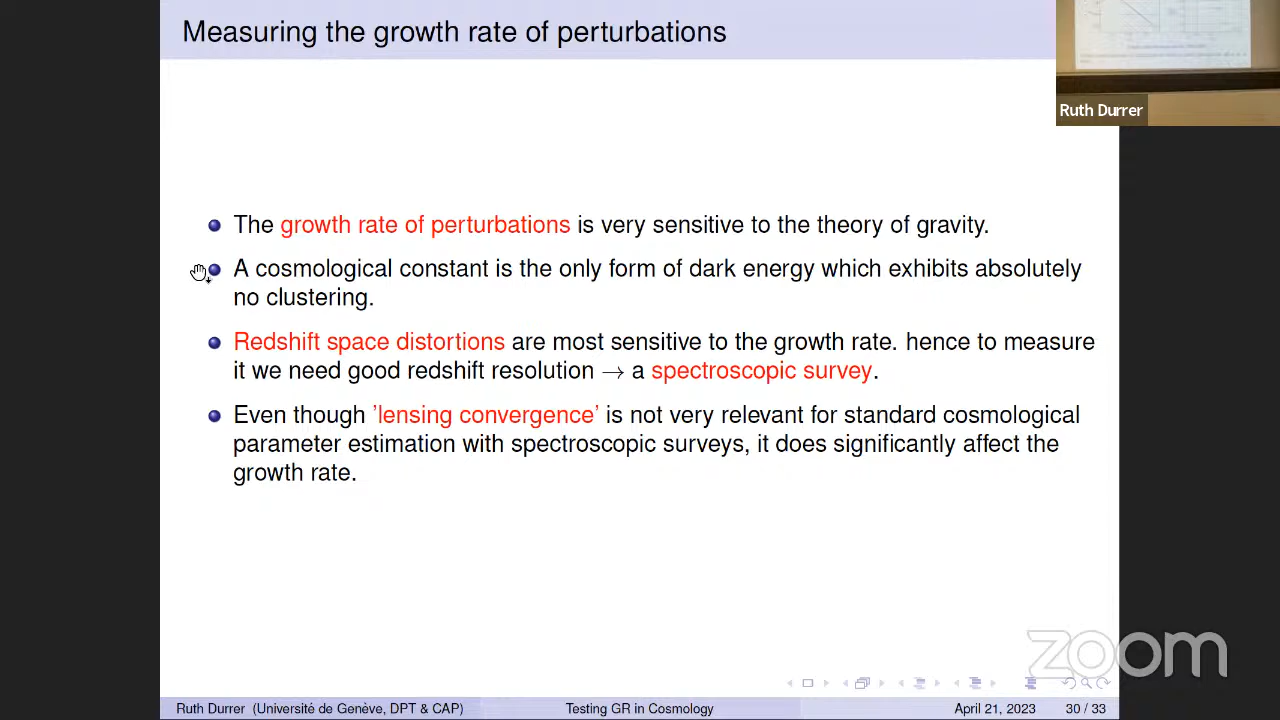 Measuring the growth rate of perturbations
Ruth Durrer
The growth rate of perturbations is very sensitive to the theory of gravity.
A cosmological constant is the only form of dark energy which exhibits absolutely
no clustering.
Redshift space distortions are most sensitive to the growth rate. hence to measure
it we need good redshift resolution → a spectroscopic survey.
Even though 'lensing convergence' is not very relevant for standard cosmological
parameter estimation with spectroscopic surveys, it does significantly affect the
growth rate.
zoom
Ruth Durrer (Université de Genève, DPT & CAP)
Testing GR in Cosmology
April 21, 2023
30 / 33